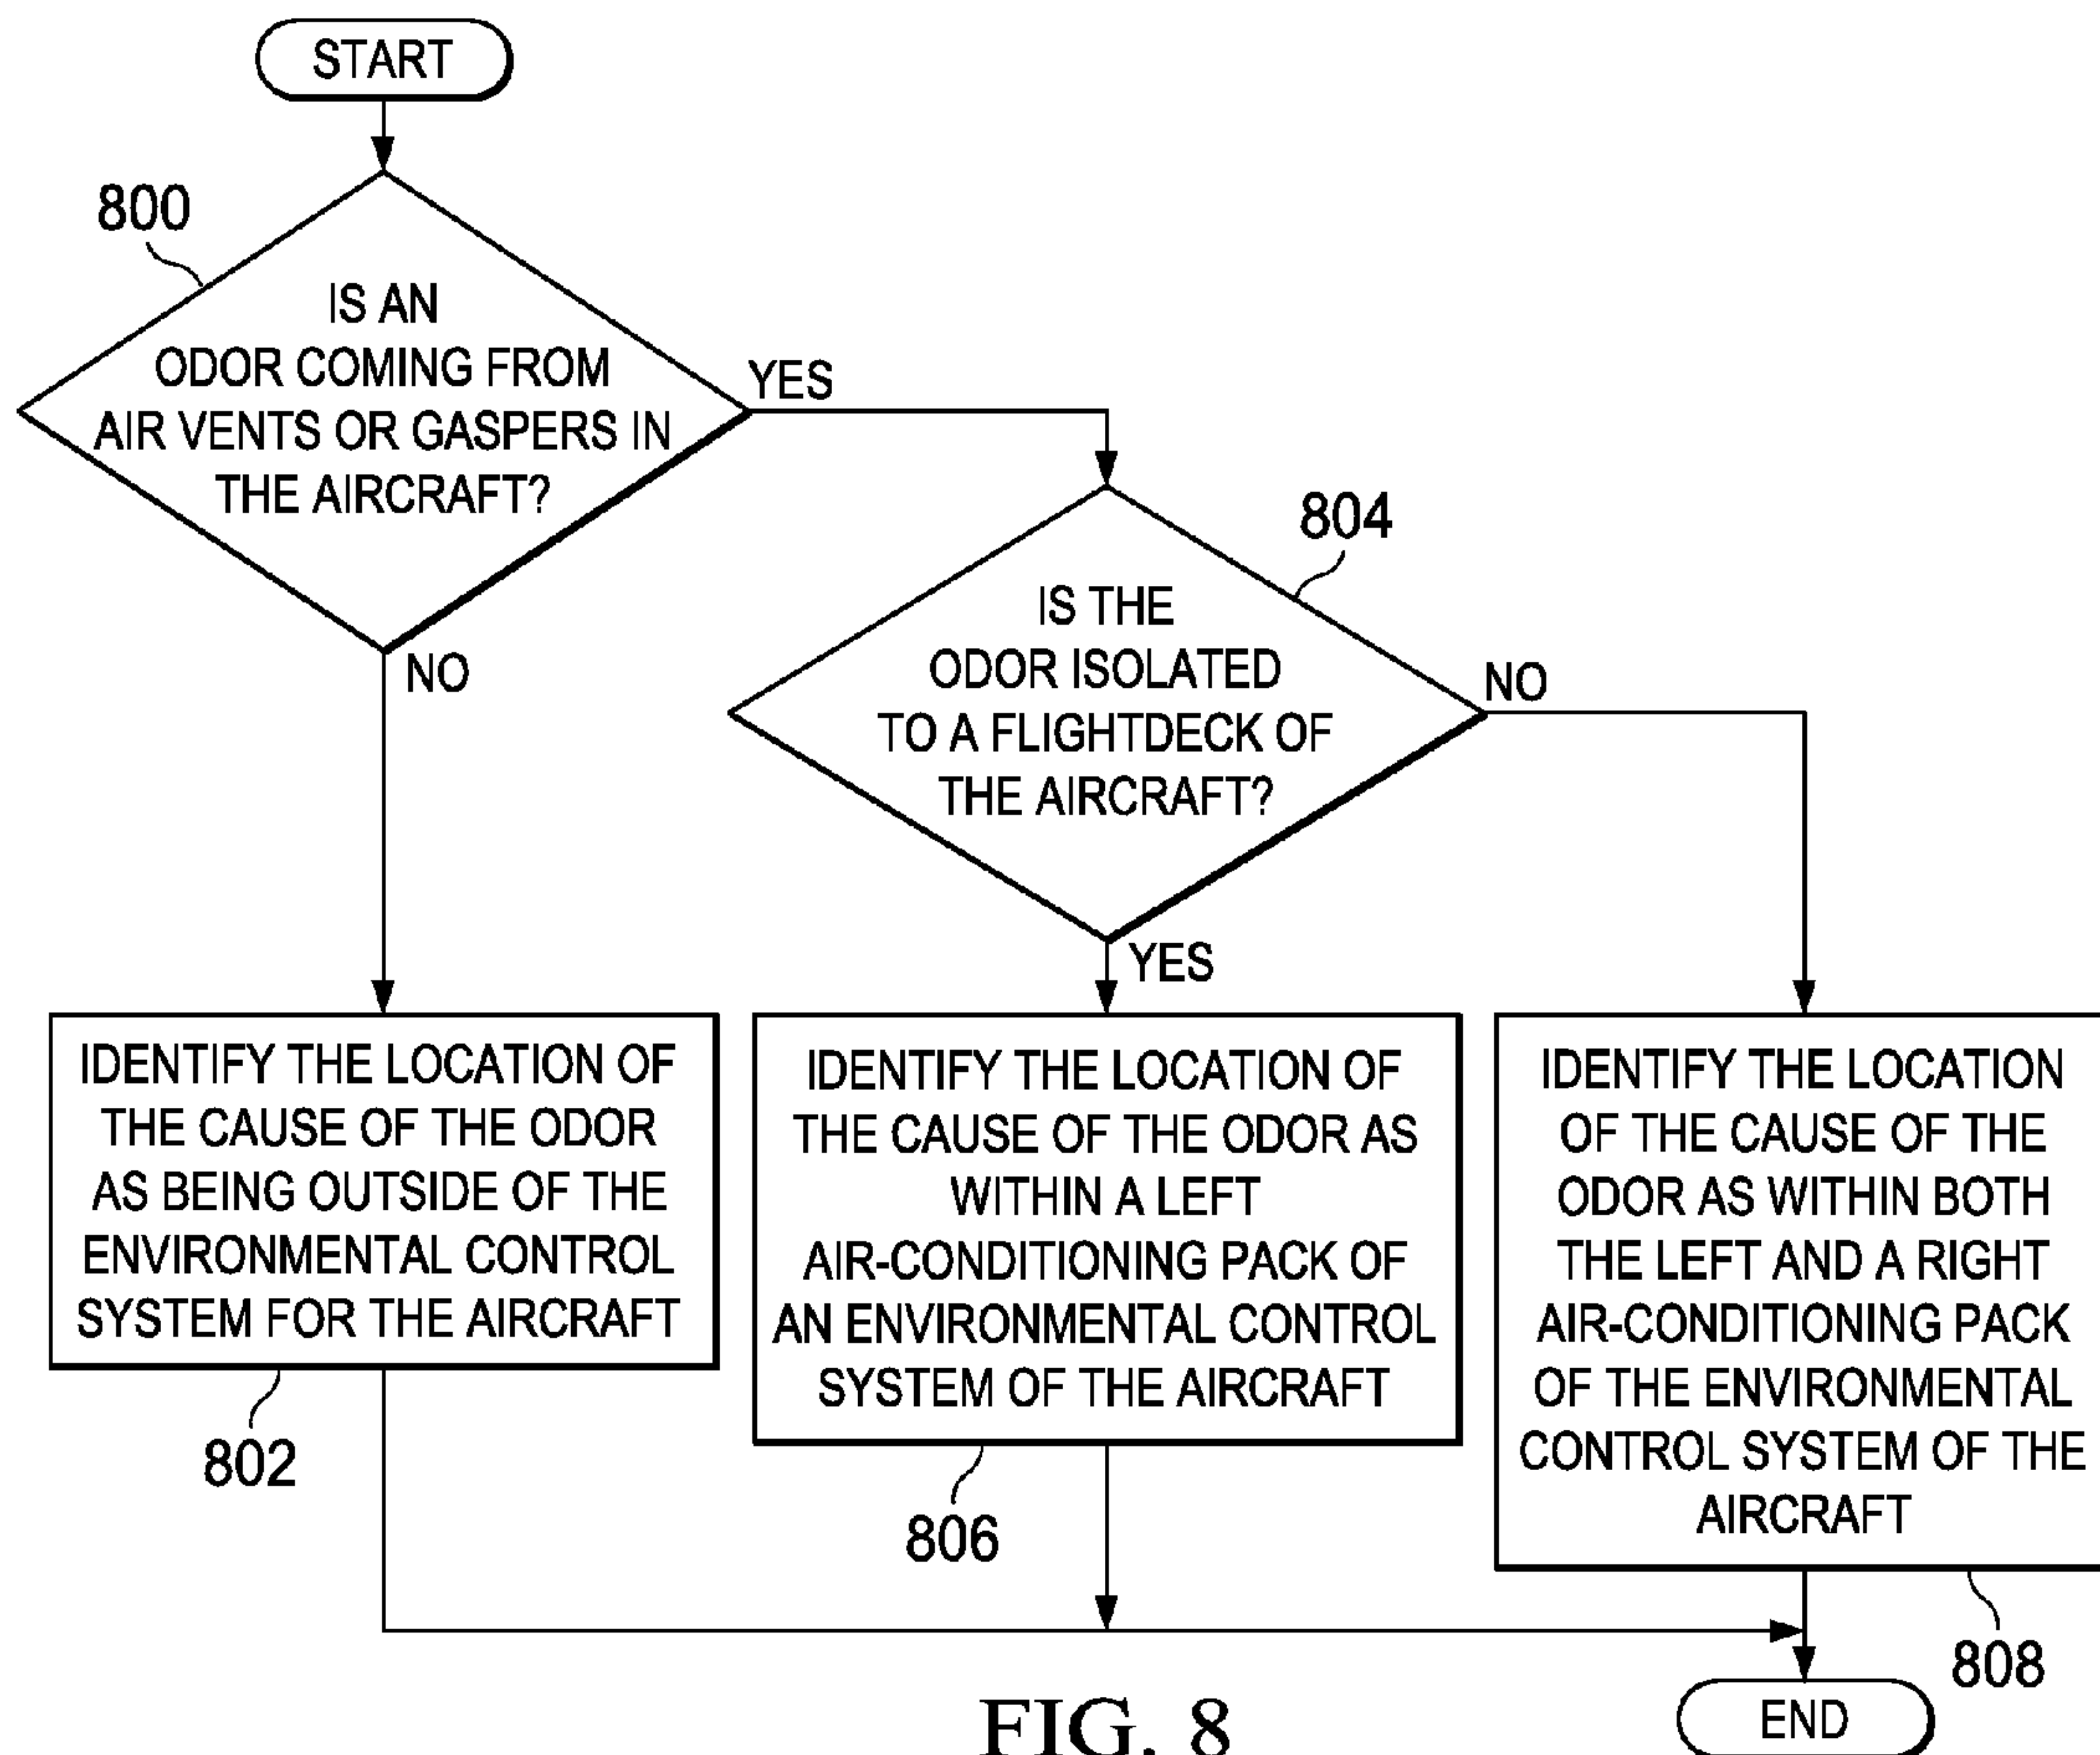 START
800
IS AN
ODOR COMING FROM
AIR VENTS OR GASPERS IN
THE AIRCRAFT?
YES
NO
804
IS THE
ODOR ISOLATED
TO A FLIGHTDECK OF
THE AIRCRAFT?
NO
YES
IDENTIFY THE LOCATION OF
THE CAUSE OF THE ODOR
AS BEING OUTSIDE OF THE
ENVIRONMENTAL CONTROL
SYSTEM FOR THE AIRCRAFT
802
IDENTIFY THE LOCATION OF
THE CAUSE OF THE ODOR AS
WITHIN A LEFT
AIR-CONDITIONING PACK OF
AN ENVIRONMENTAL CONTROL
SYSTEM OF THE AIRCRAFT
806
IDENTIFY THE LOCATION
OF THE CAUSE OF THE
ODOR AS WITHIN BOTH
THE LEFT AND A RIGHT
AIR-CONDITIONING PACK
OF THE ENVIRONMENTAL
CONTROL SYSTEM OF THE
AIRCRAFT
808
END
FIG. 8